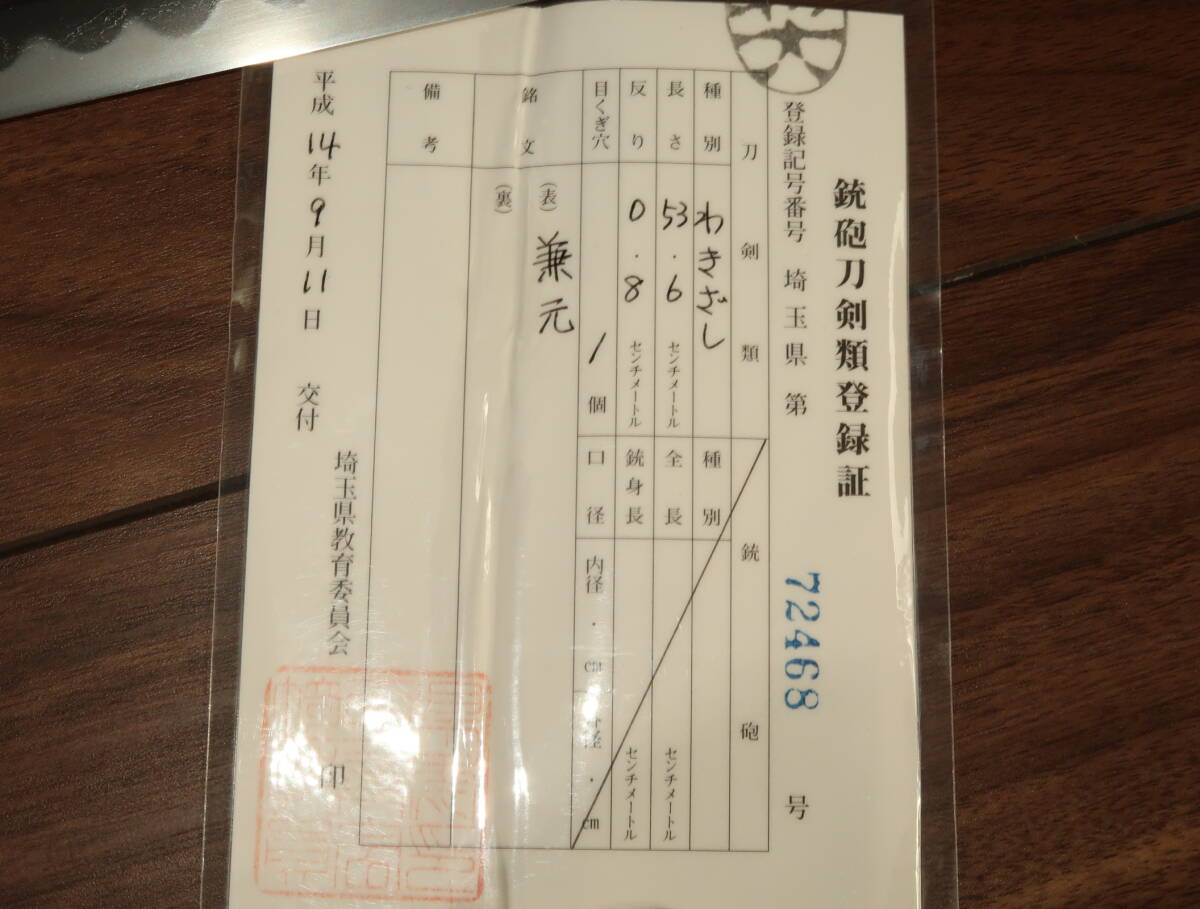 銃砲刀剣類登録証
登録記号番号 埼玉県 第 72468 号
刀剣類
種別 わきざし
長さ 53.6 センチメートル
反り 0.8 センチメートル
目くぎ穴 1個
銘文 (表) 兼元
(裏)
備考
銃砲
種別
全長 センチメートル
銃身長 センチメートル
口径 内径 . cm 径 . cm
平成14年9月11日 交付
埼玉県教育委員会 印